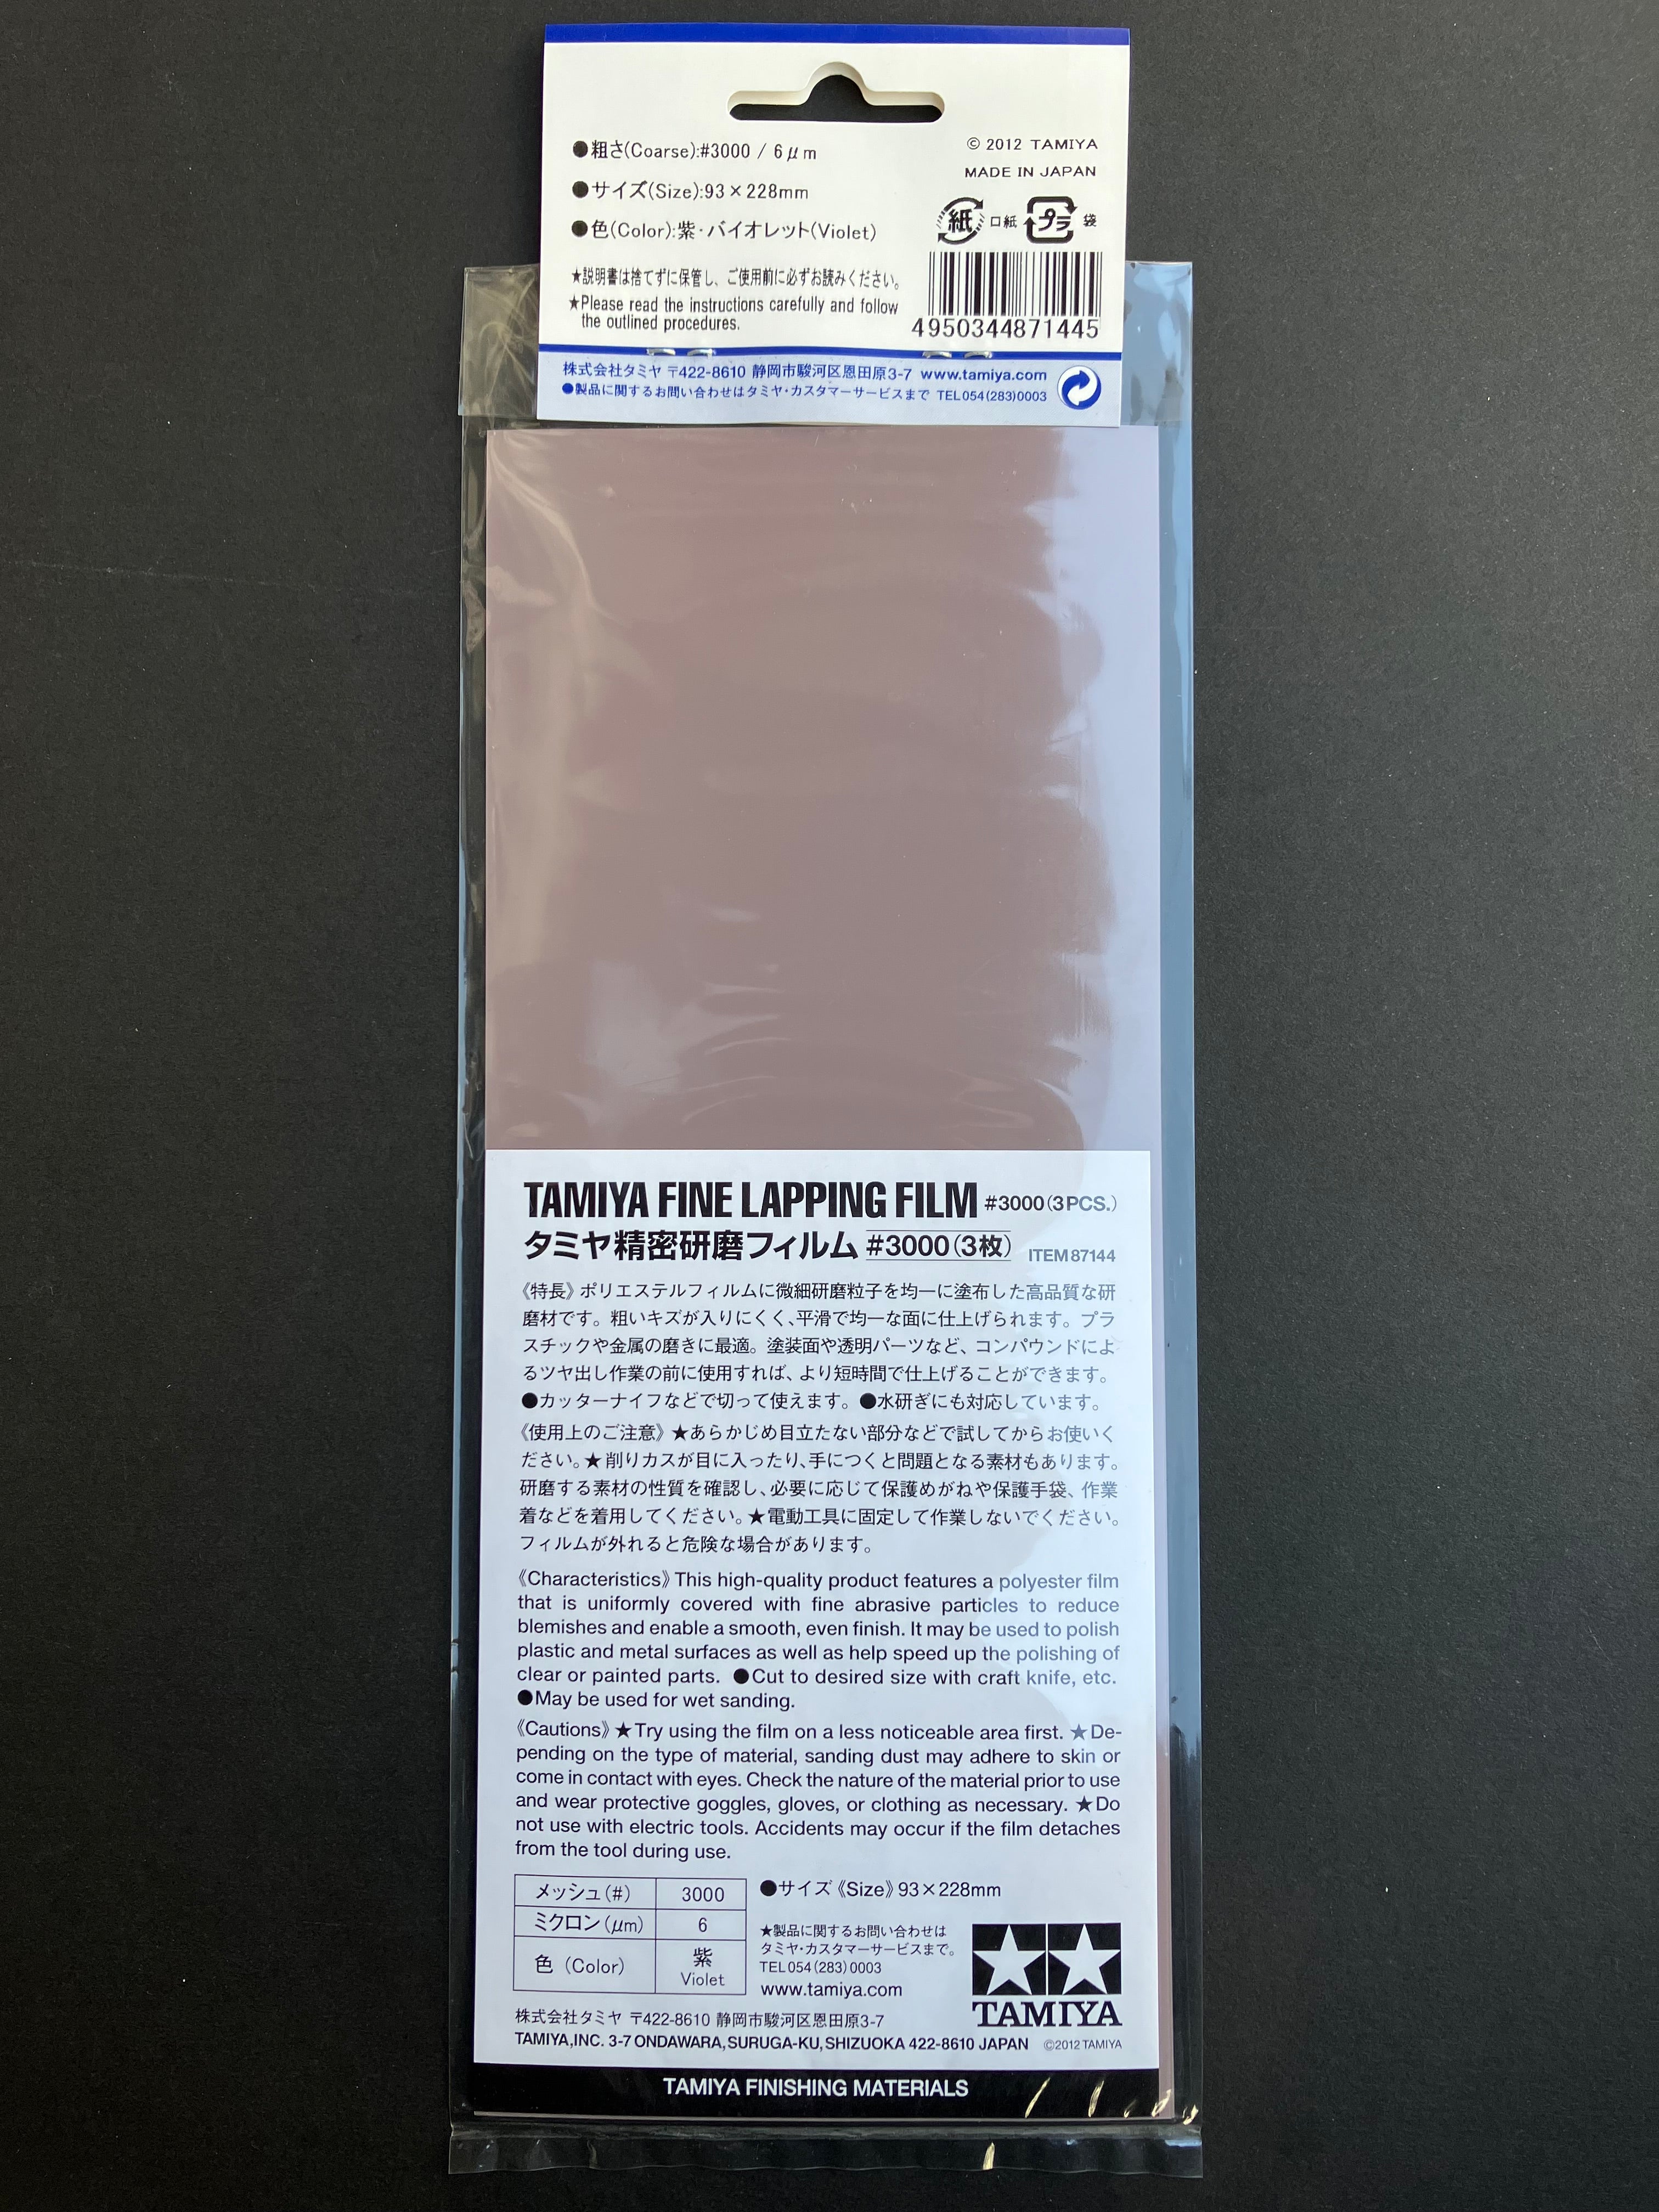 ●粗さ(Coarse):#3000 / 6μm
●サイズ(Size):93×228mm
●色(Color):紫・バイオレット(Violet)
© 2012 TAMIYA
MADE IN JAPAN
紙 口紙 プラ 袋
★説明書は捨てずに保管し、ご使用前に必ずお読みください。
★Please read the instructions carefully and follow
the outlined procedures.
4950344871445
株式会社タミヤ 〒422-8610 静岡市駿河区恩田原3-7 www.tamiya.com
●製品に関するお問い合わせはタミヤ・カスタマーサービスまで TEL054(283)0003
TAMIYA FINE LAPPING FILM #3000(3PCS.)
タミヤ精密研磨フィルム #3000(3枚) ITEM 87144
《特長》ポリエステルフィルムに微細研磨粒子を均一に塗布した高品質な研
磨材です。粗いキズが入りにくく、平滑で均一な面に仕上げられます。プラ
スチックや金属の磨きに最適。塗装面や透明パーツなど、コンパウンドによ
るツヤ出し作業の前に使用すれば、より短時間で仕上げることができます。
●カッターナイフなどで切って使えます。●水研ぎにも対応しています。
《使用上のご注意》★あらかじめ目立たない部分などで試してからお使いく
ださい。★削りカスが目に入ったり、手につくと問題となる素材もあります。
研磨する素材の性質を確認し、必要に応じて保護めがねや保護手袋、作業
着などを着用してください。★電動工具に固定して作業しないでください。
フィルムが外れると危険な場合があります。
《Characteristics》This high-quality product features a polyester film
that is uniformly covered with fine abrasive particles to reduce
blemishes and enable a smooth, even finish. It may be used to polish
plastic and metal surfaces as well as help speed up the polishing of
clear or painted parts. ●Cut to desired size with craft knife, etc.
●May be used for wet sanding.
《Cautions》★Try using the film on a less noticeable area first. ★De-
pending on the type of material, sanding dust may adhere to skin or
come in contact with eyes. Check the nature of the material prior to use
and wear protective goggles, gloves, or clothing as necessary. ★Do
not use with electric tools. Accidents may occur if the film detaches
from the tool during use.
メッシュ(#) 3000
ミクロン(μm) 6
色 (Color) 紫
Violet
●サイズ《Size》93×228mm
★製品に関するお問い合わせは
タミヤ・カスタマーサービスまで。
TEL054(283)0003
www.tamiya.com
TAMIYA
株式会社タミヤ 〒422-8610 静岡市駿河区恩田原3-7
TAMIYA,INC. 3-7 ONDAWARA, SURUGA-KU, SHIZUOKA 422-8610 JAPAN ©2012 TAMIYA
TAMIYA FINISHING MATERIALS